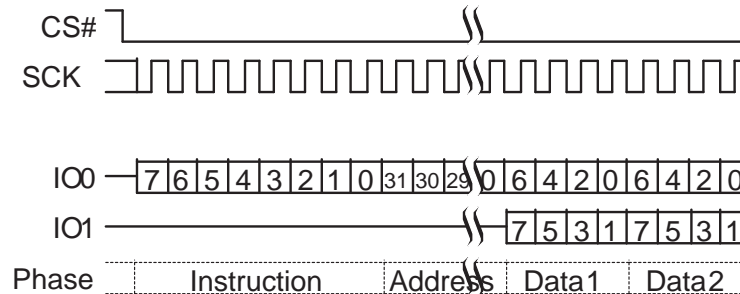 CS#
SCK
IO0 7 6 5 4 3 2 1 0 31 30 29 0 6 4 2 0 6 4 2 0
IO1 7 5 3 1 7 5 3 1
Phase Instruction Address Data1 Data2